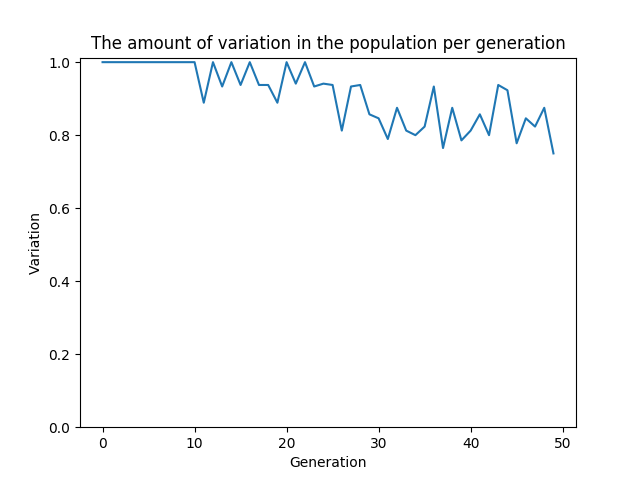 The amount of variation in the population per generation
1.0
0.8
0.6
0.4
0.2
0.0
Variation
0 10 20 30 40 50
Generation